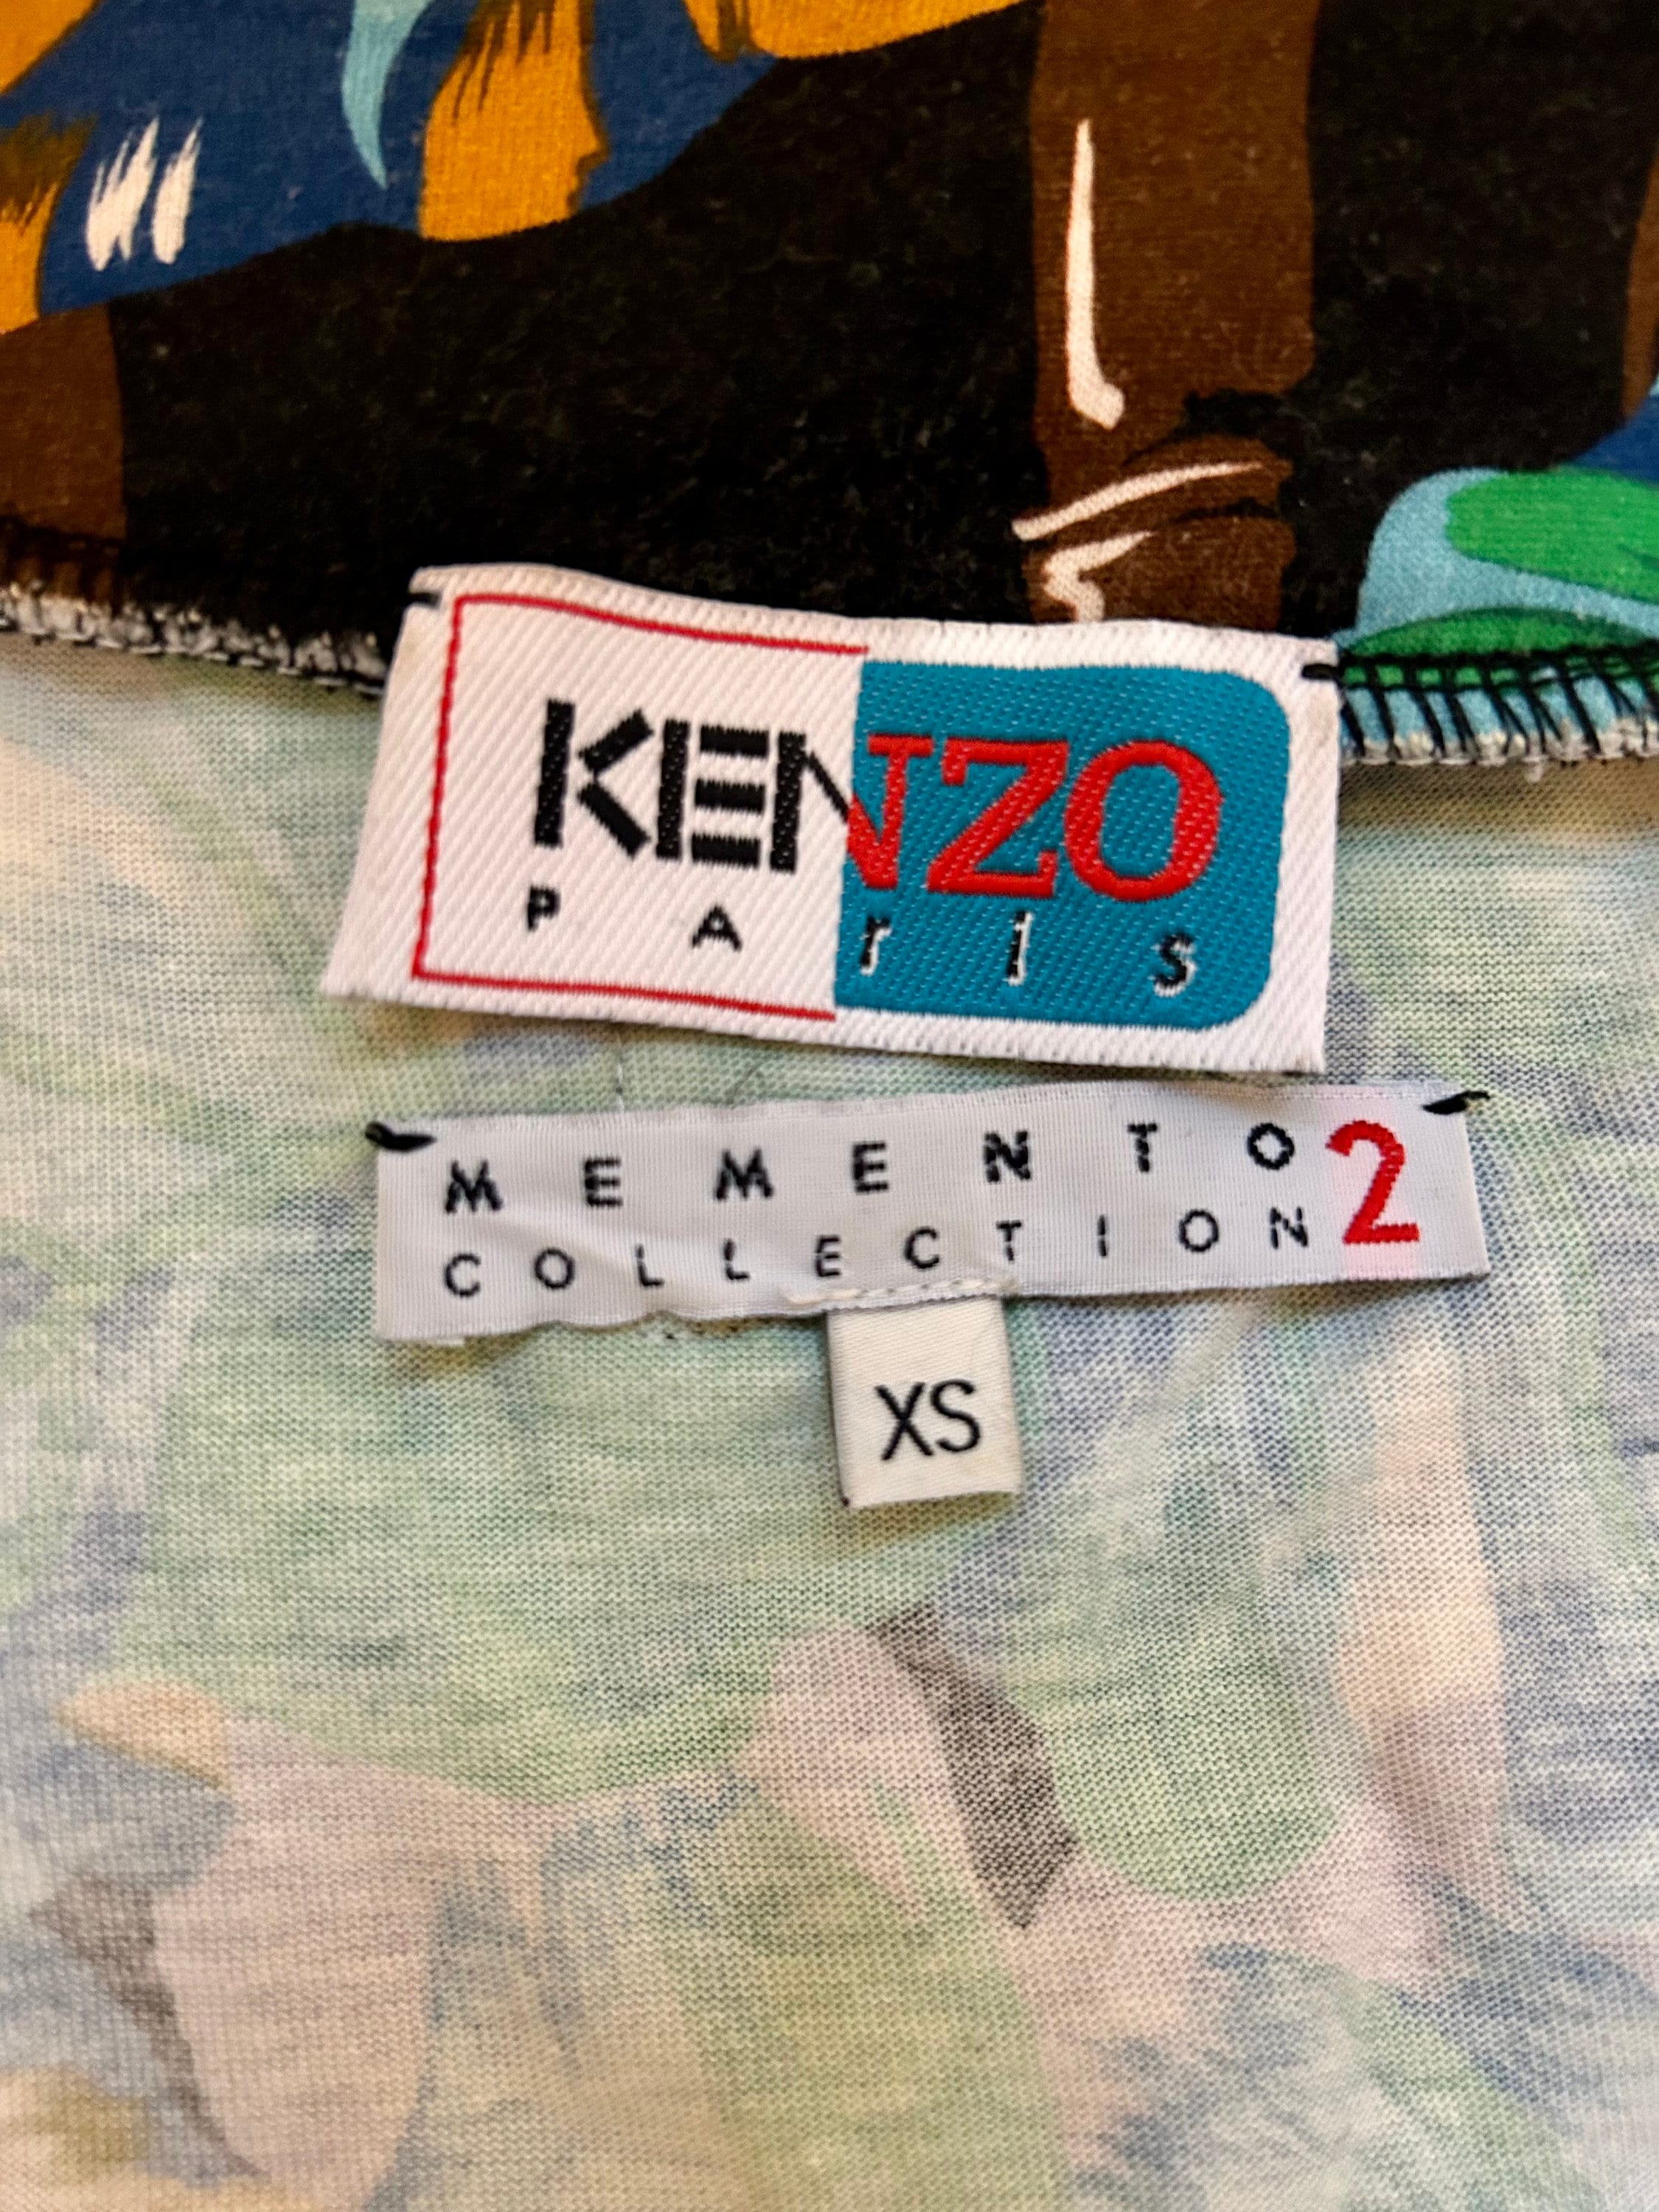 KENZO
PArIS
MEMENTO 2
COLLECTION
XS